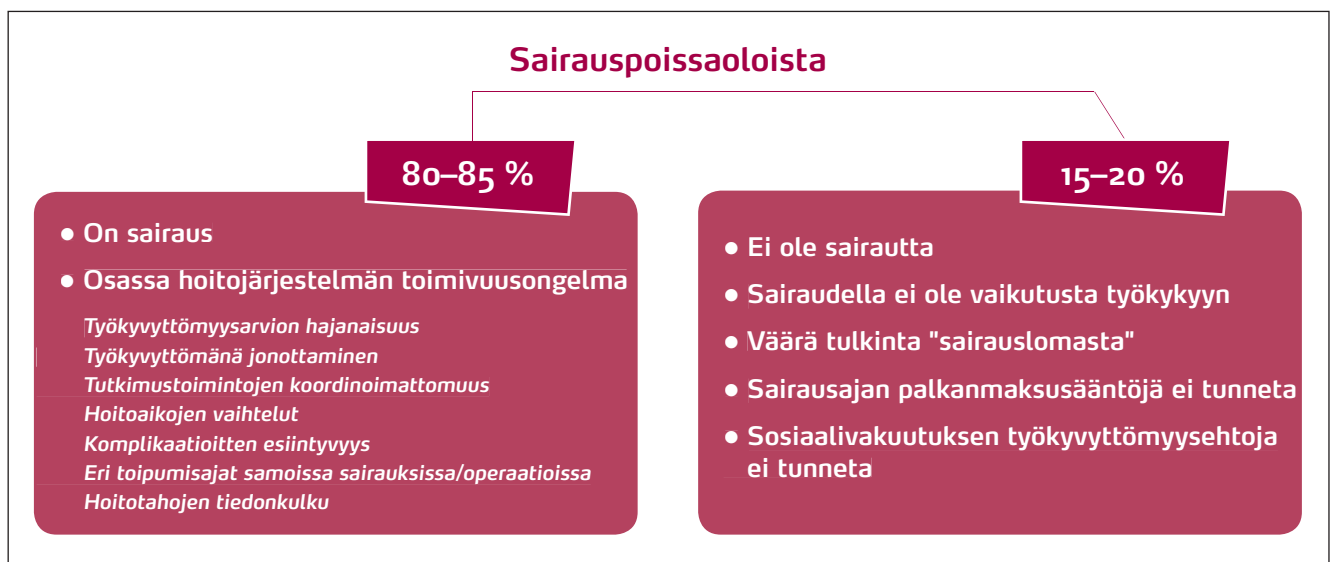 Sairauspoissaoloista
80–85 %
• On sairaus
• Osassa hoitojärjestelmän toimivuusongelma
Työkyvyttömyysarvion hajanaisuus
Työkyvyttömänä jonottaminen
Tutkimustoimintojen koordinoimattomuus
Hoitoaikojen vaihtelut
Komplikaatioitten esiintyvyys
Eri toipumisajat samoissa sairauksissa/operaatioissa
Hoitotahojen tiedonkulku
15–20 %
• Ei ole sairautta
• Sairaudella ei ole vaikutusta työkykyyn
• Väärä tulkinta "sairauslomasta"
• Sairausajan palkanmaksusääntöjä ei tunneta
• Sosiaalivakuutuksen työkyvyttömyysehtoja
ei tunneta